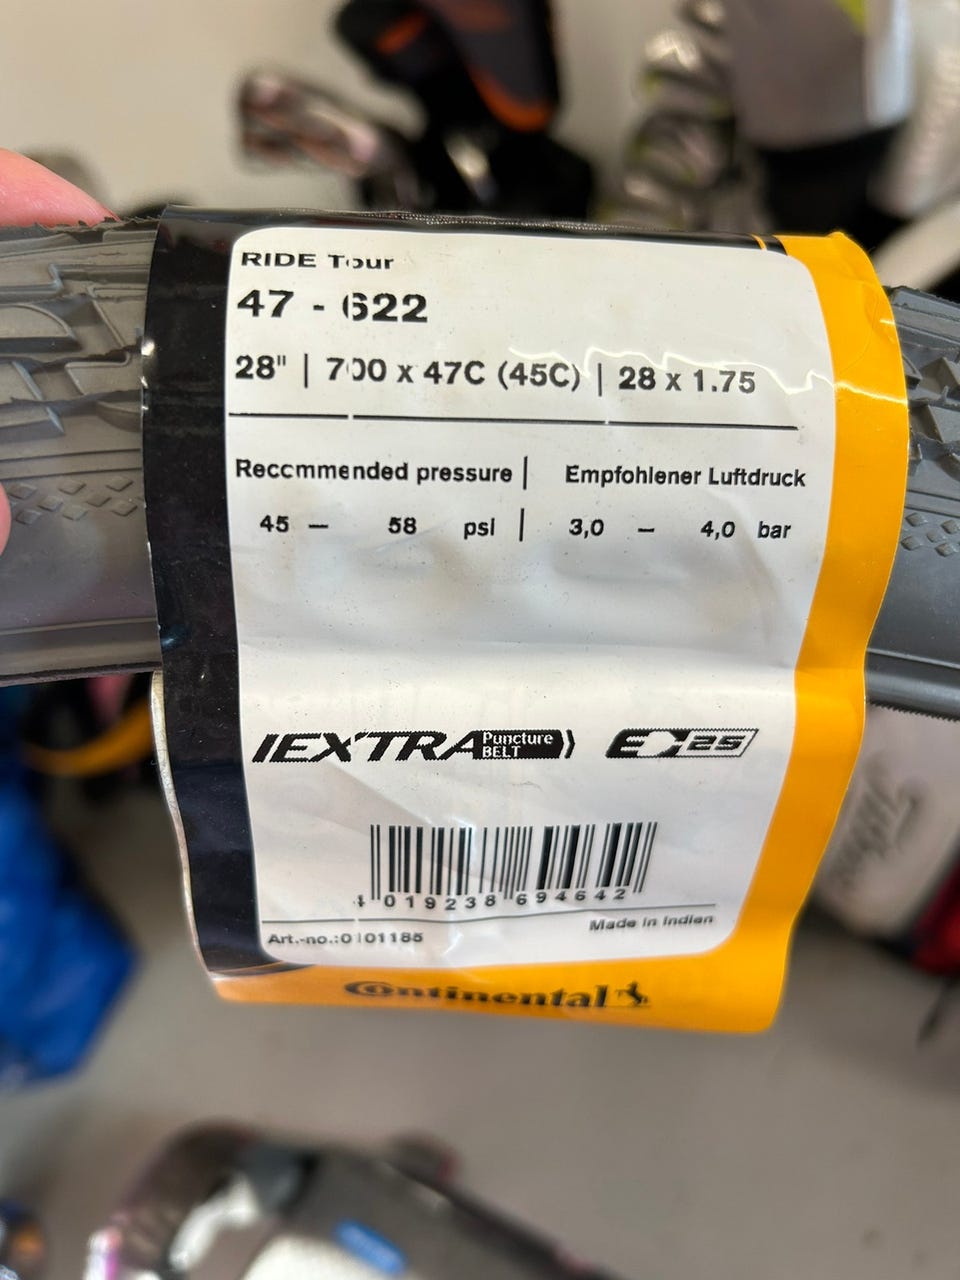 RIDE Tour
47 - 622
28" | 700 x 47C (45C) | 28 x 1.75
Recommended pressure | Empfohlener Luftdruck
45 – 58 psi | 3,0 – 4,0 bar
EXTRA Puncture BELT E 25
4 019238 694642
Made in Indien
Art.-no.:0101185
Continental